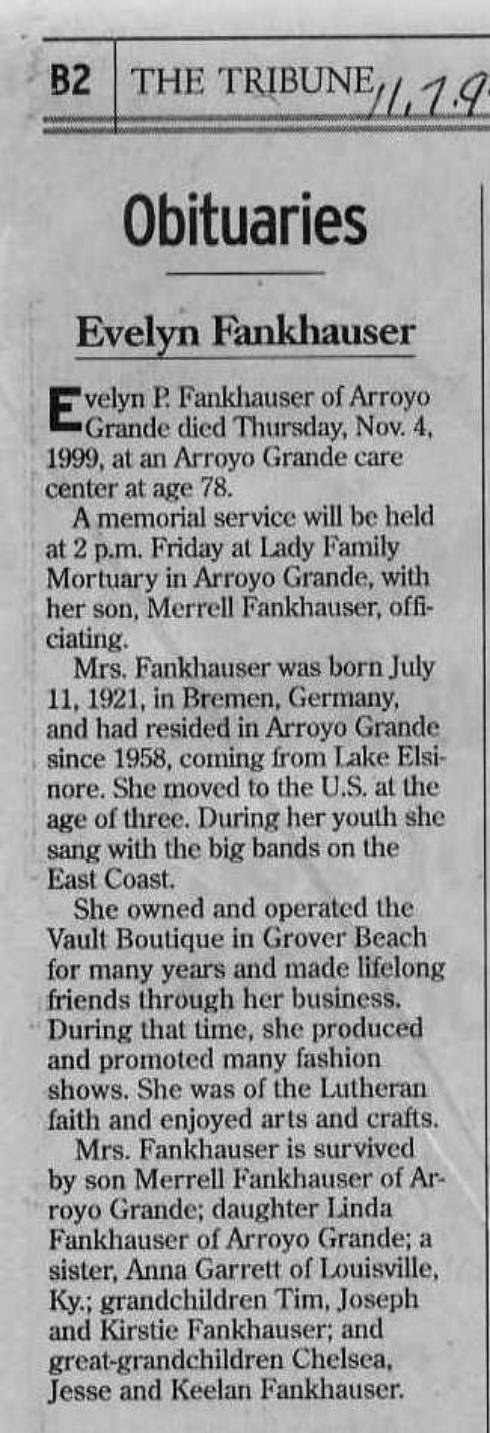 B2 THE TRIBUNE 11.7.9
Obituaries
Evelyn Fankhauser
Evelyn P. Fankhauser of Arroyo
Grande died Thursday, Nov. 4,
1999, at an Arroyo Grande care
center at age 78.
A memorial service will be held
at 2 p.m. Friday at Lady Family
Mortuary in Arroyo Grande, with
her son, Merrell Fankhauser, offi-
ciating.
Mrs. Fankhauser was born July
11, 1921, in Bremen, Germany,
and had resided in Arroyo Grande
since 1958, coming from Lake Elsi-
nore. She moved to the U.S. at the
age of three. During her youth she
sang with the big bands on the
East Coast.
She owned and operated the
Vault Boutique in Grover Beach
for many years and made lifelong
friends through her business.
During that time, she produced
and promoted many fashion
shows. She was of the Lutheran
faith and enjoyed arts and crafts.
Mrs. Fankhauser is survived
by son Merrell Fankhauser of Ar-
royo Grande; daughter Linda
Fankhauser of Arroyo Grande; a
sister, Anna Garrett of Louisville,
Ky.; grandchildren Tim, Joseph
and Kirstie Fankhauser; and
great-grandchildren Chelsea,
Jesse and Keelan Fankhauser.